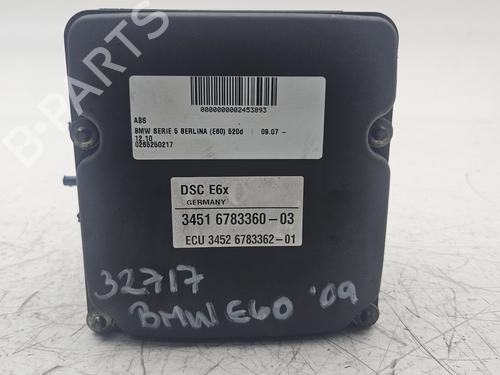 0000000002453893
ABS
BMW SERIE 5 BERLINA (E60) 520d | 09.07 -
12.10
0265250217
DSC E6x
GERMANY
3451 6783360-03
ECU 3452 6783362-01
32717
BMW E60 '09
B-Parts